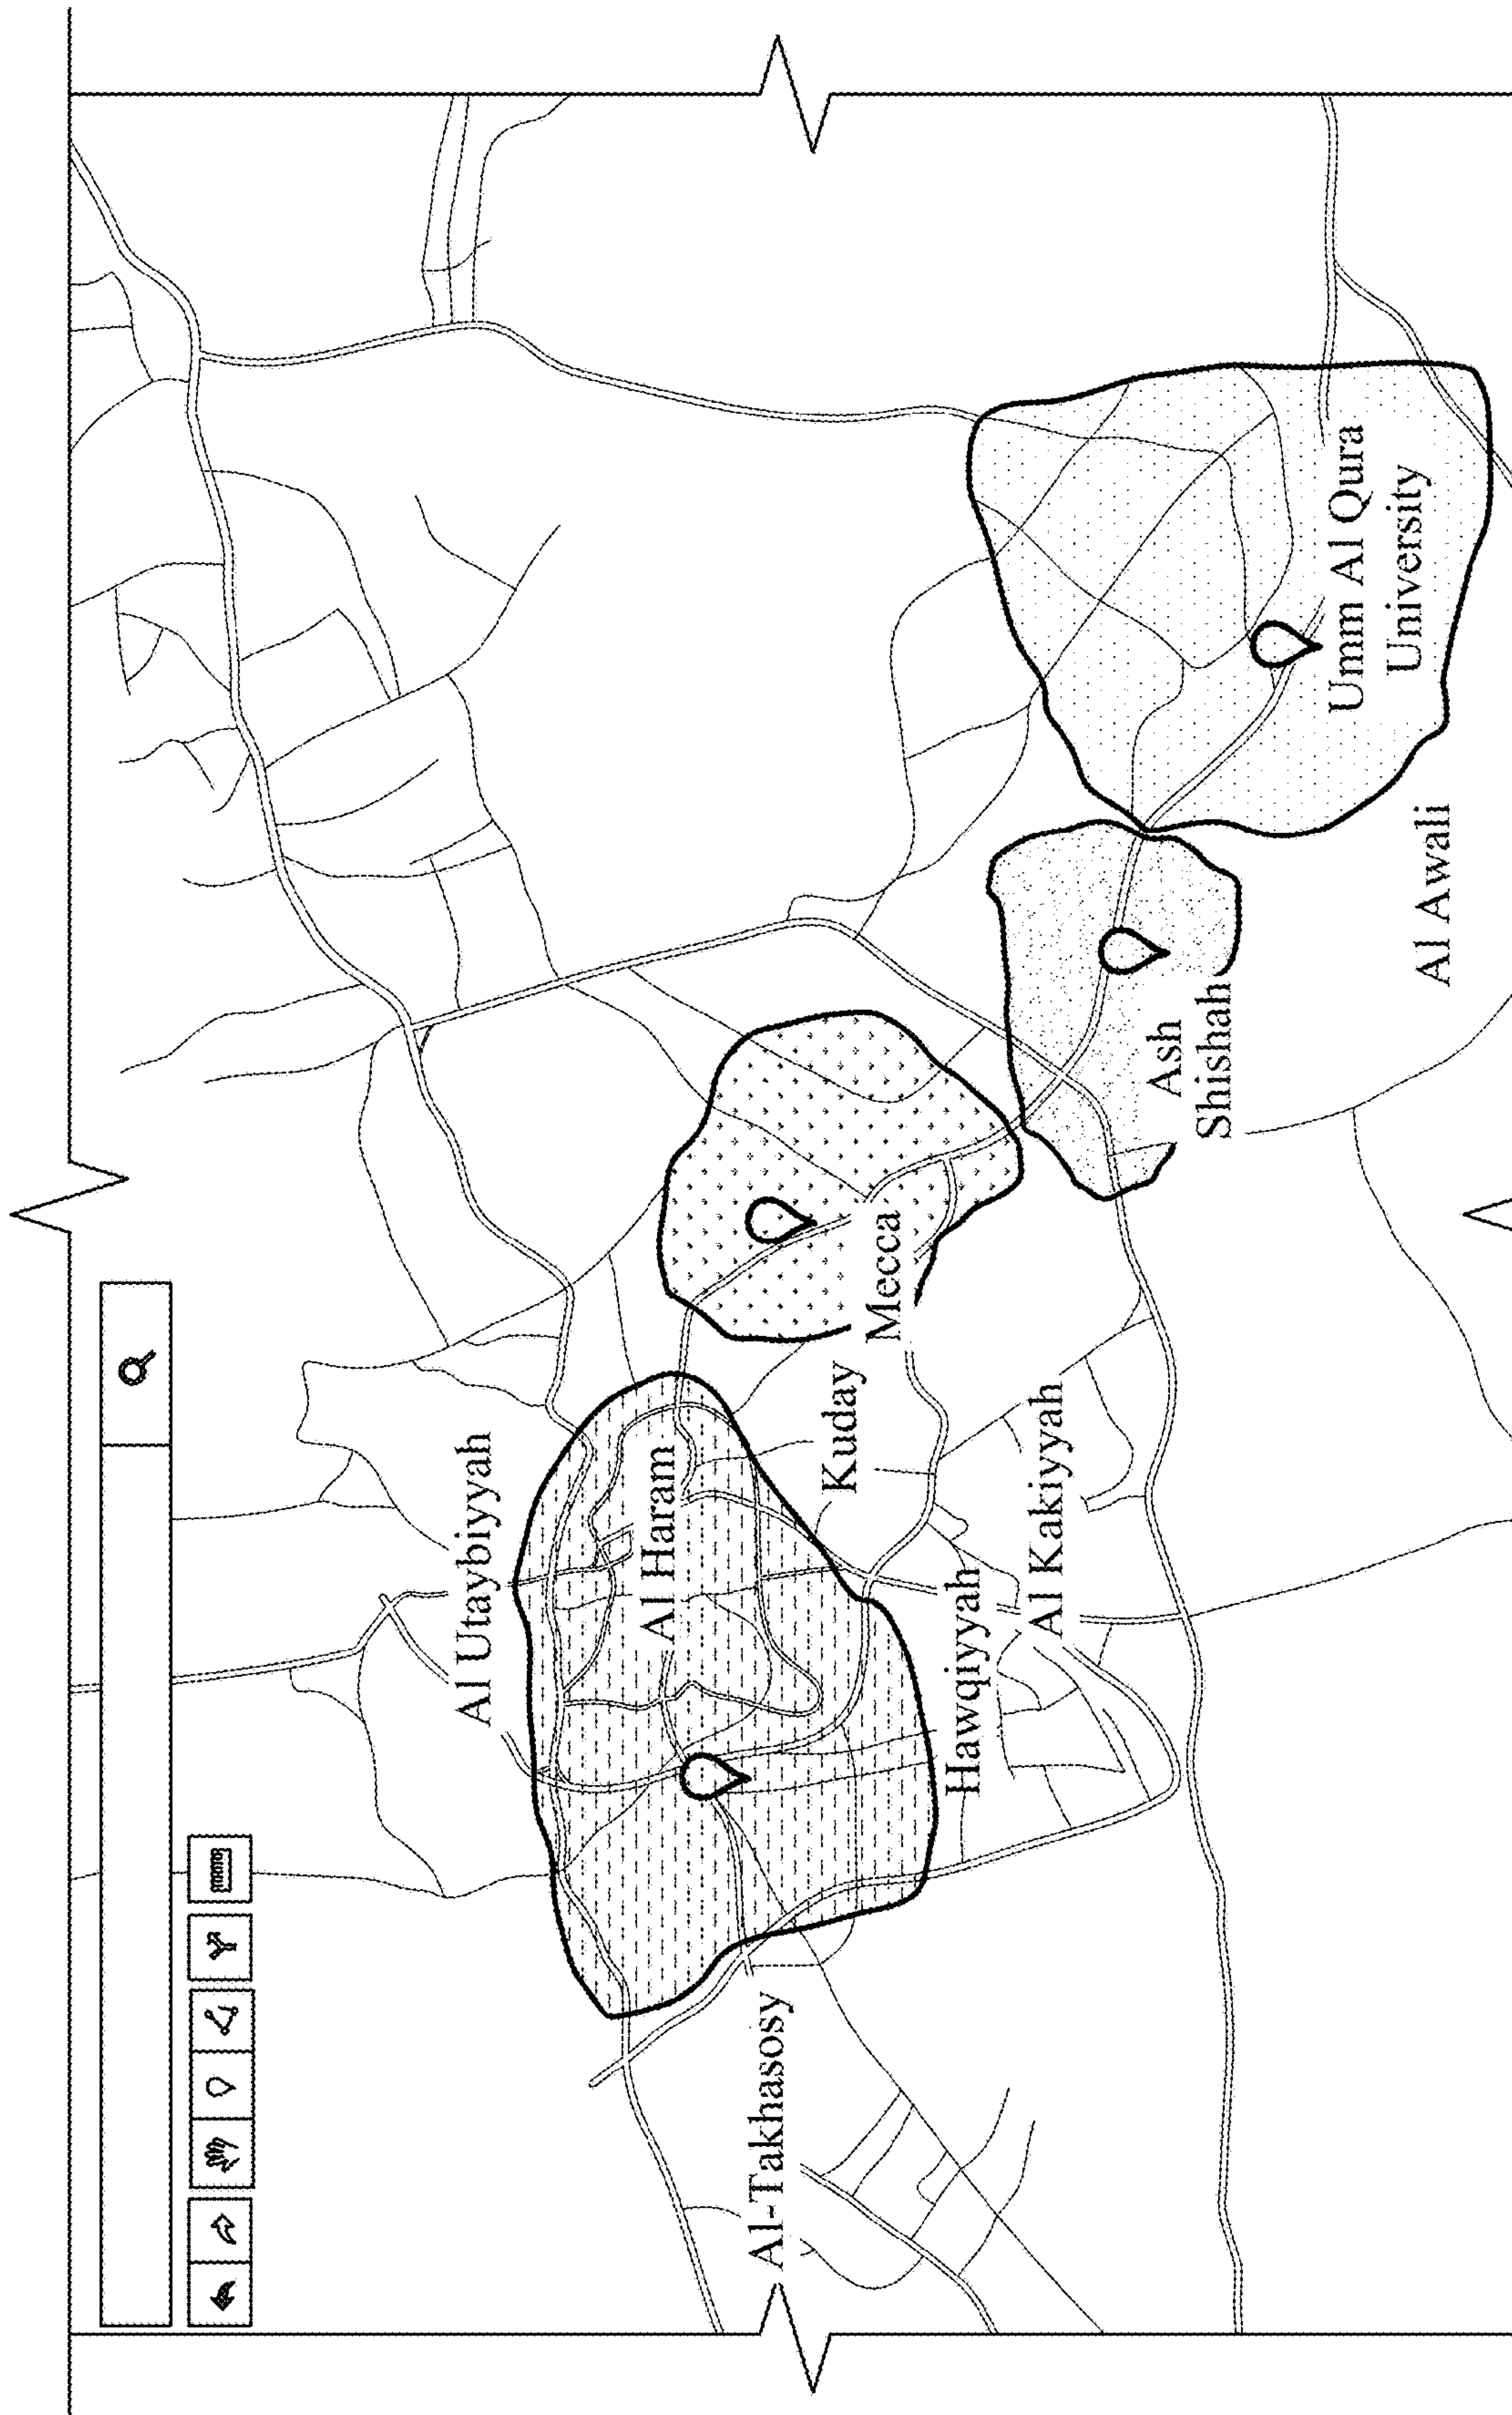 Al Utaybiyyah
Al Haram
Al-Takhasosy
Kuday
Mecca
Hawqiyyah
Al Kakiyyah
Ash
Shishah
Umm Al Qura
University
Al Awali